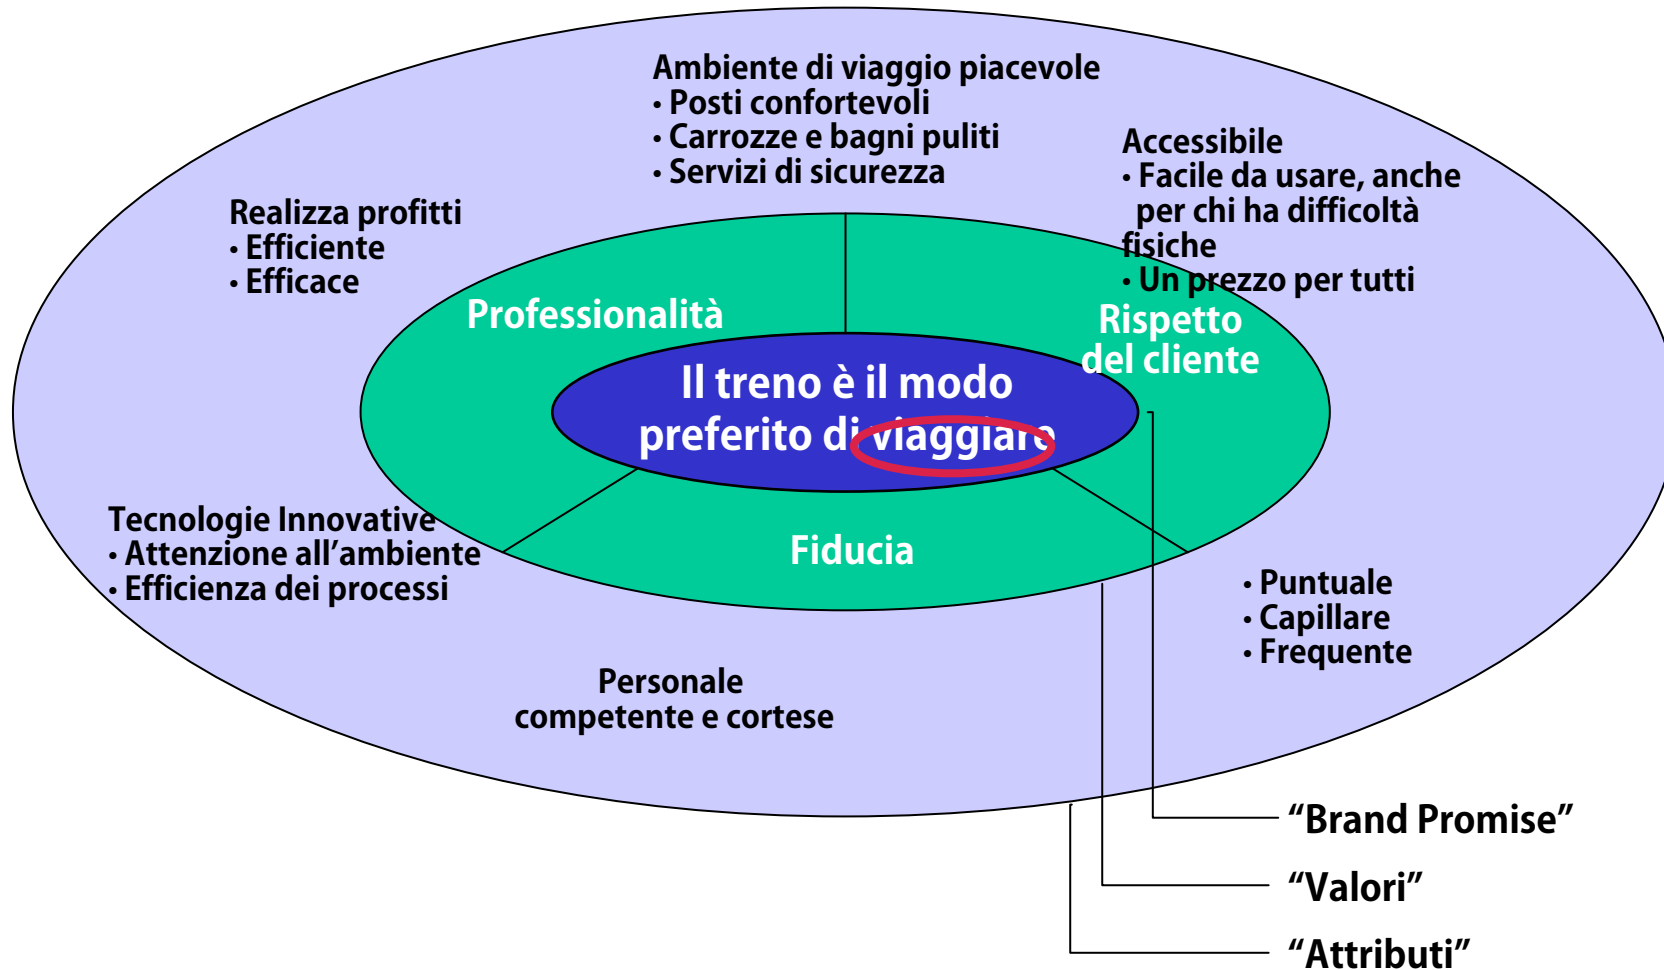 Ambiente di viaggio piacevole
• Posti confortevoli
• Carrozze e bagni puliti
• Servizi di sicurezza
Accessibile
• Facile da usare, anche
per chi ha difficoltà
fisiche
• Un prezzo per tutti
Realizza profitti
• Efficiente
• Efficace
Professionalità
Rispetto
del cliente
Il treno è il modo
preferito di viaggiare
Tecnologie Innovative
• Attenzione all’ambiente
• Efficienza dei processi
Fiducia
• Puntuale
• Capillare
• Frequente
Personale
competente e cortese
“Brand Promise”
“Valori”
“Attributi”